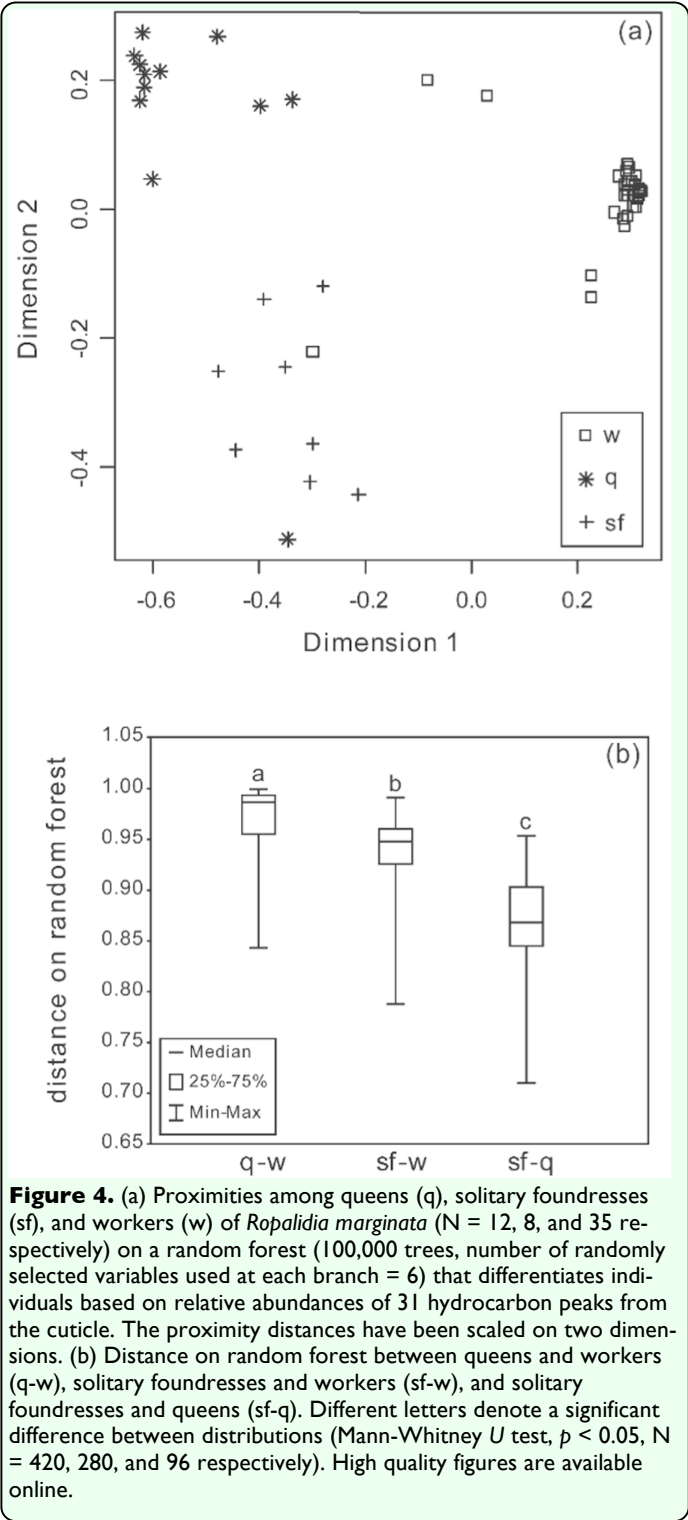 (a)
0.2
0.0
-0.2
-0.4
Dimension 2
w
q
sf
-0.6 -0.4 -0.2 0.0 0.2
Dimension 1
(b)
1.05
1.00
0.95
0.90
0.85
0.80
0.75
0.70
0.65
distance on random forest
a
b
c
Median
25%-75%
Min-Max
q-w sf-w sf-q
Figure 4. (a) Proximities among queens (q), solitary foundresses
(sf), and workers (w) of Ropalidia marginata (N = 12, 8, and 35 re-
spectively) on a random forest (100,000 trees, number of randomly
selected variables used at each branch = 6) that differentiates indi-
viduals based on relative abundances of 31 hydrocarbon peaks from
the cuticle. The proximity distances have been scaled on two dimen-
sions. (b) Distance on random forest between queens and workers
(q-w), solitary foundresses and workers (sf-w), and solitary
foundresses and queens (sf-q). Different letters denote a significant
difference between distributions (Mann-Whitney U test, p < 0.05, N
= 420, 280, and 96 respectively). High quality figures are available
online.